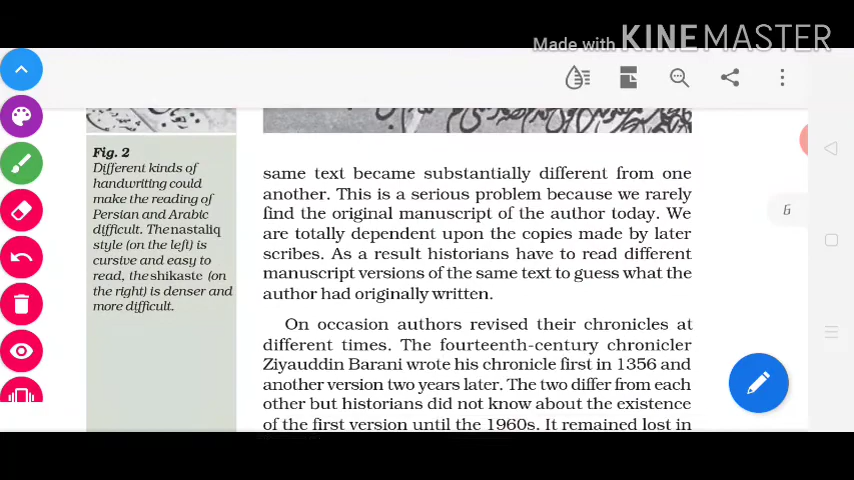 Made with KINEMASTER
Fig. 2
Different kinds of
handwriting could
make the reading of
Persian and Arabic
difficult. The nastaliq
style (on the left) is
cursive and easy to
read, the shikaste (on
the right) is denser and
more difficult.
same text became substantially different from one
another. This is a serious problem because we rarely
find the original manuscript of the author today. We
are totally dependent upon the copies made by later
scribes. As a result historians have to read different
manuscript versions of the same text to guess what the
author had originally written.
On occasion authors revised their chronicles at
different times. The fourteenth-century chronicler
Ziyauddin Barani wrote his chronicle first in 1356 and
another version two years later. The two differ from each
other but historians did not know about the existence
of the first version until the 1960s. It remained lost in
6